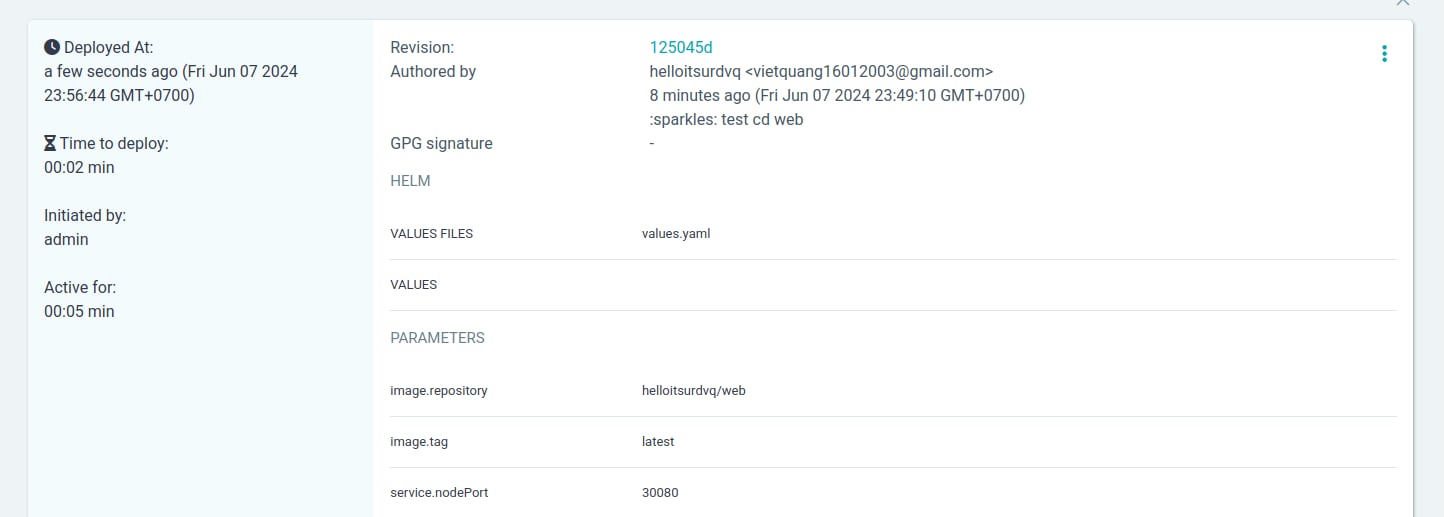 Deployed At:
a few seconds ago (Fri Jun 07 2024
23:56:44 GMT+0700)
Time to deploy:
00:02 min
Initiated by:
admin
Active for:
00:05 min
Revision: 125045d
Authored by helloitsurdvq <vietquang16012003@gmail.com>
8 minutes ago (Fri Jun 07 2024 23:49:10 GMT+0700)
:sparkles: test cd web
GPG signature -
HELM
VALUES FILES values.yaml
VALUES
PARAMETERS
image.repository helloitsurdvq/web
image.tag latest
service.nodePort 30080